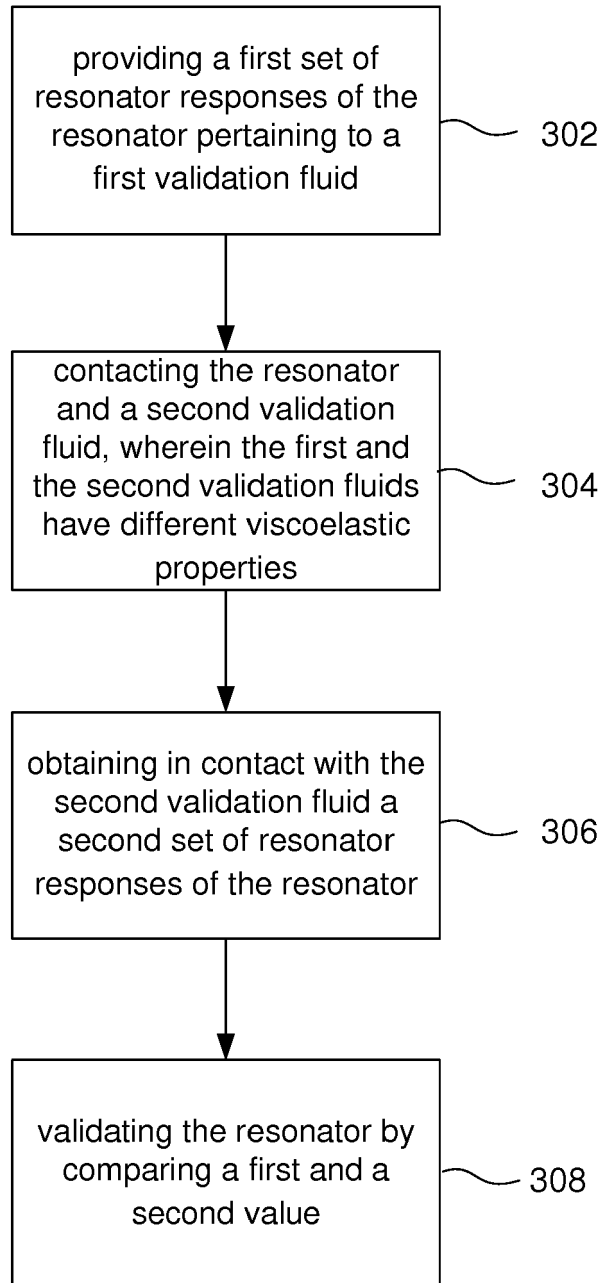 providing a first set of
resonator responses of the
resonator pertaining to a
first validation fluid
302
contacting the resonator
and a second validation
fluid, wherein the first and
the second validation fluids
have different viscoelastic
properties
304
obtaining in contact with the
second validation fluid a
second set of resonator
responses of the resonator
306
validating the resonator by
comparing a first and a
second value
308